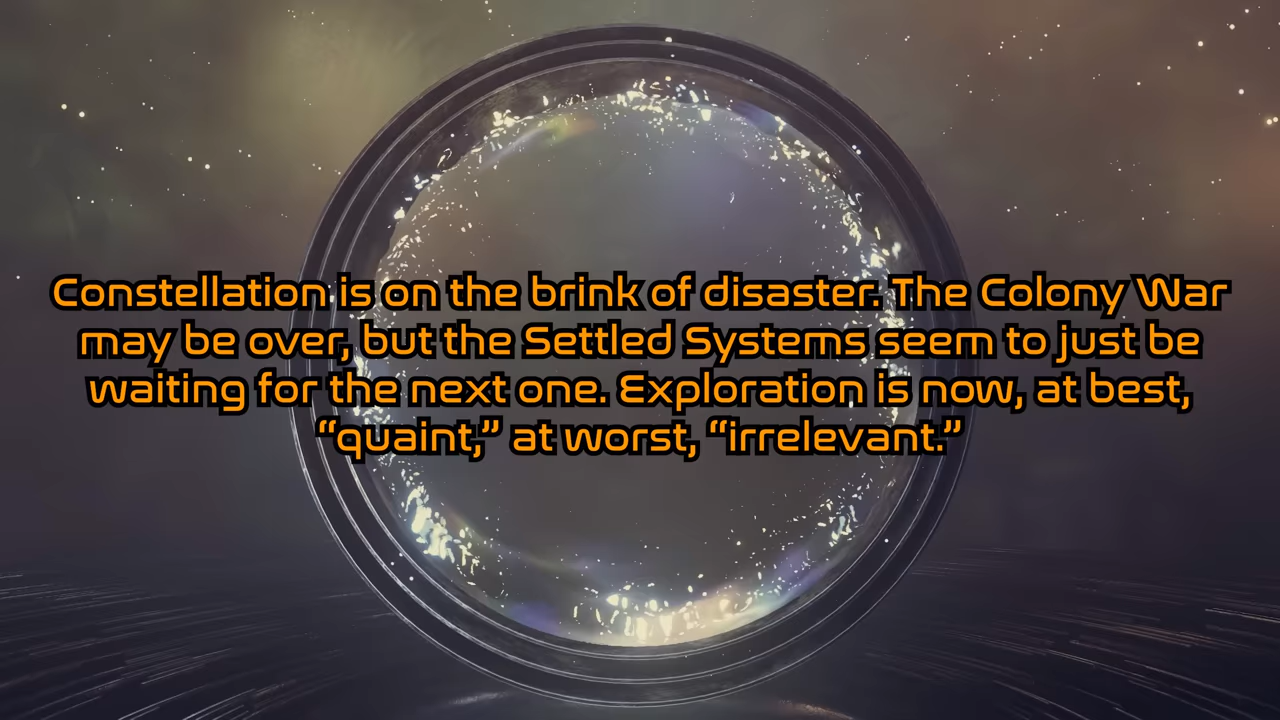 Constellation is on the brink of disaster. The Colony War
may be over, but the Settled Systems seem to just be
waiting for the next one. Exploration is now, at best,
“quaint,” at worst, “irrelevant.”